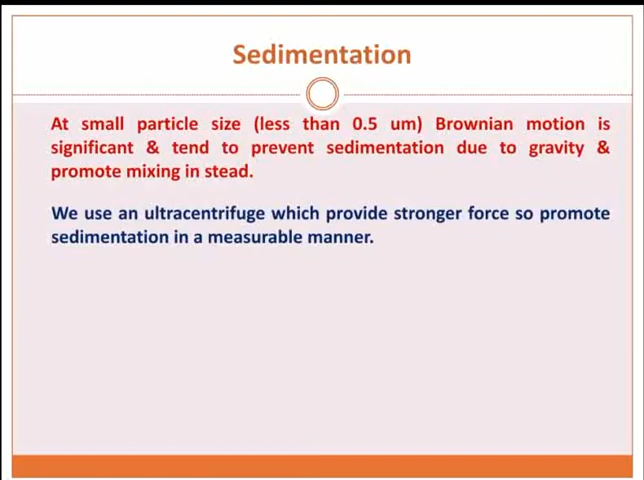 Sedimentation
At small particle size (less than 0.5 um) Brownian motion is
significant & tend to prevent sedimentation due to gravity &
promote mixing in stead.
We use an ultracentrifuge which provide stronger force so promote
sedimentation in a measurable manner.